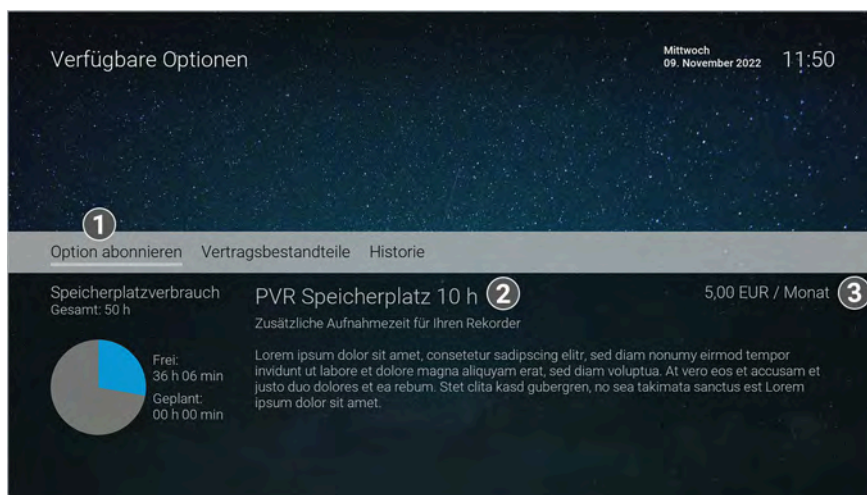 Verfügbare Optionen
Mittwoch
09. November 2022
11:50
1
Option abonnieren Vertragsbestandteile Historie
Speicherplatzverbrauch
Gesamt: 50 h
Frei:
36 h 06 min
Geplant:
00 h 00 min
PVR Speicherplatz 10 h 2
5,00 EUR / Monat 3
Zusätzliche Aufnahmezeit für Ihren Rekorder
Lorem ipsum dolor sit amet, consetetur sadipscing elitr, sed diam nonumy eirmod tempor
invidunt ut labore et dolore magna aliquyam erat, sed diam voluptua. At vero eos et accusam et
justo duo dolores et ea rebum. Stet clita kasd gubergren, no sea takimata sanctus est Lorem
ipsum dolor sit amet.